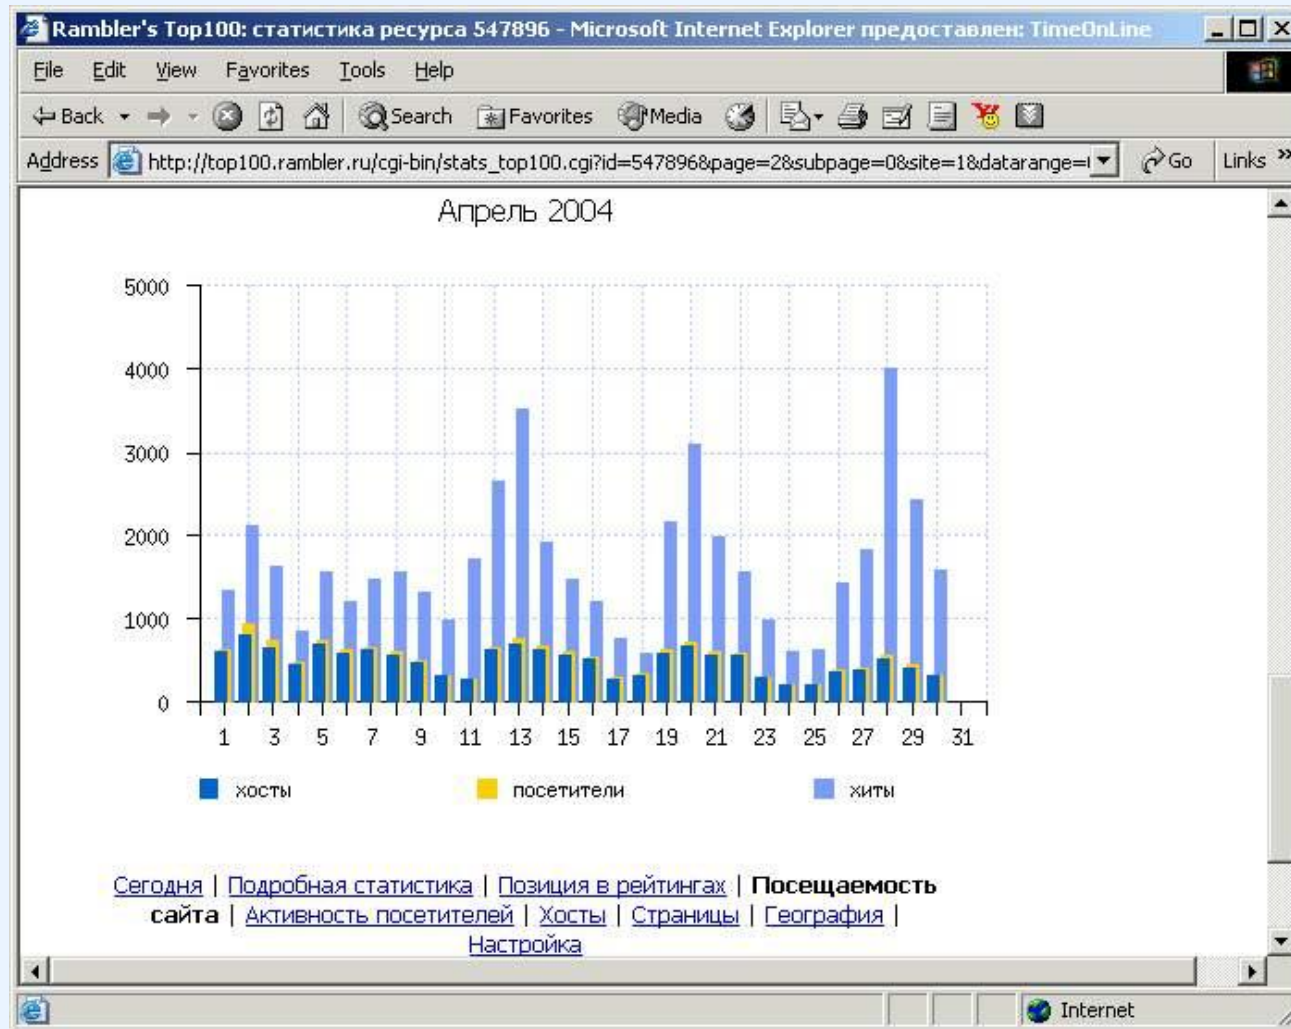 Rambler's Top100: статистика ресурса 547896 - Microsoft Internet Explorer предоставлен: TimeOnLine
File Edit View Favorites Tools Help
Back Search Favorites Media
Address http://top100.rambler.ru/cgi-bin/stats_top100.cgi?id=547896&page=2&subpage=0&site=1&datarange= Go Links »
Апрель 2004
5000
4000
3000
2000
1000
0
1 3 5 7 9 11 13 15 17 19 21 23 25 27 29 31
хосты посетители хиты
Сегодня | Подробная статистика | Позиция в рейтингах | Посещаемость
сайта | Активность посетителей | Хосты | Страницы | География |
Настройка
Internet